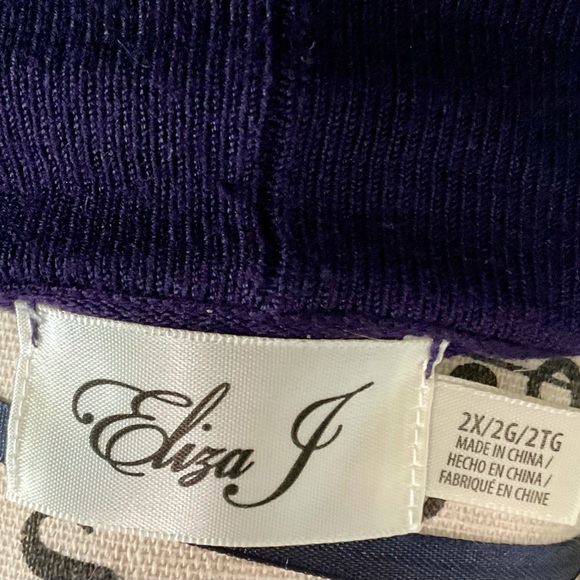 Eliza J
2X/2G/2TG
MADE IN CHINA/
HECHO EN CHINA/
FABRIQUÉ EN CHINE